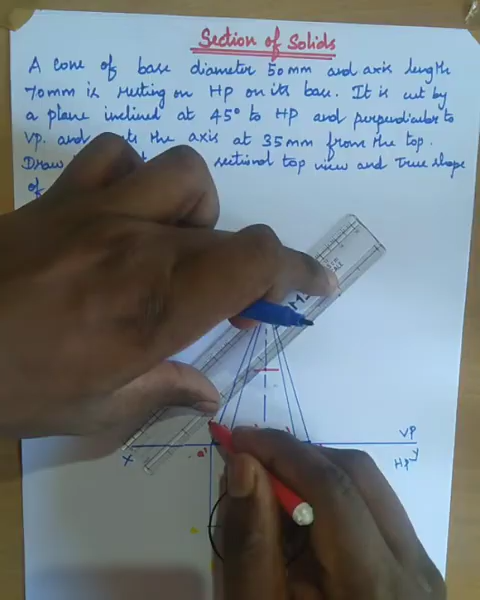 Section of Solids
A cone of base diameter 50mm and axis length
70mm is resting on HP on its base. It is cut by
a plane inclined at 45° to HP and perpendicular to
VP. and the axis at 35mm from the top.
Draw sectional top view and True shape
of
X
a'
VP
HP
Y